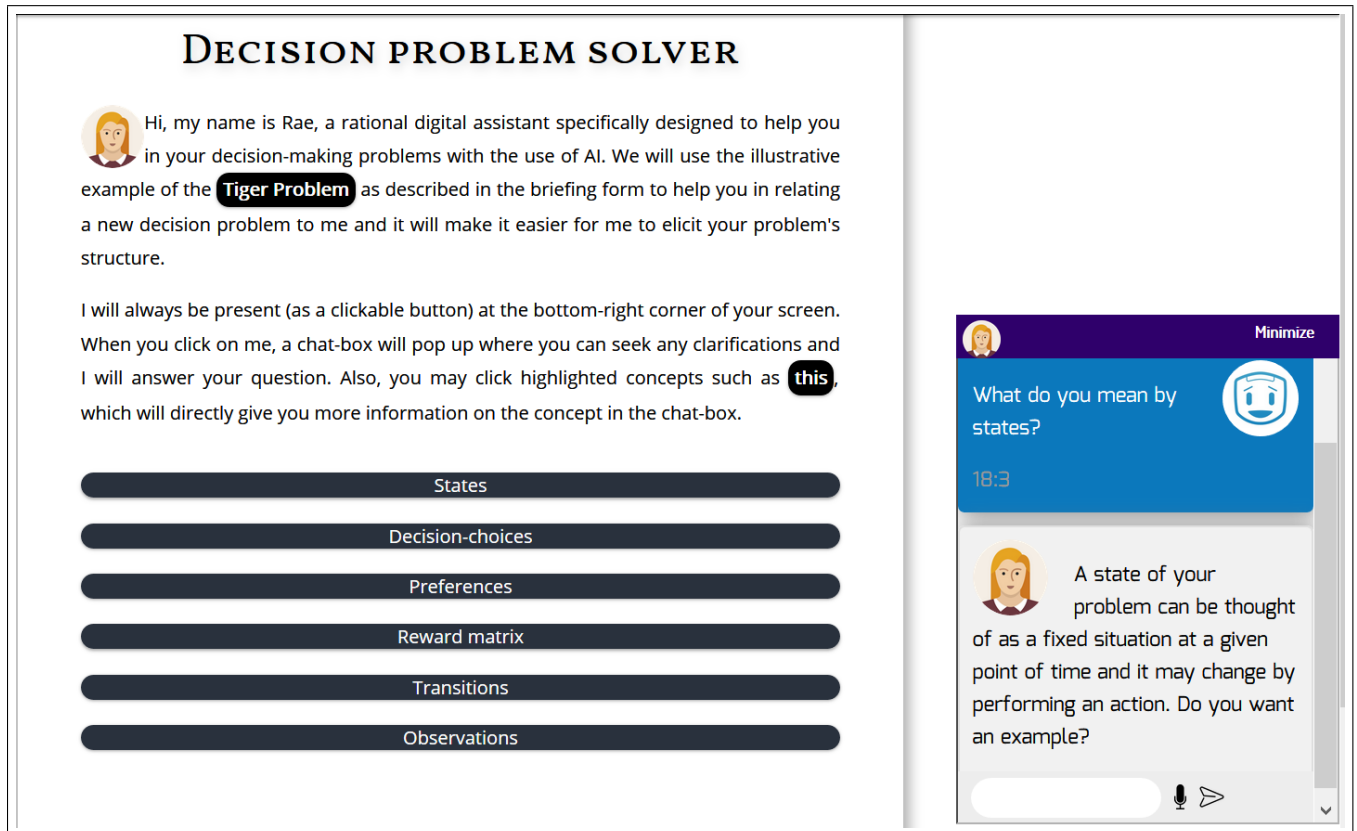 Decision problem solver
Hi, my name is Rae, a rational digital assistant specifically designed to help you
in your decision-making problems with the use of AI. We will use the illustrative
example of the Tiger Problem as described in the briefing form to help you in relating
a new decision problem to me and it will make it easier for me to elicit your problem's
structure.
I will always be present (as a clickable button) at the bottom-right corner of your screen.
When you click on me, a chat-box will pop up where you can seek any clarifications and
I will answer your question. Also, you may click highlighted concepts such as this,
which will directly give you more information on the concept in the chat-box.
States
Decision-choices
Preferences
Reward matrix
Transitions
Observations
Minimize
What do you mean by
states?
18:3
A state of your
problem can be thought
of as a fixed situation at a given
point of time and it may change by
performing an action. Do you want
an example?